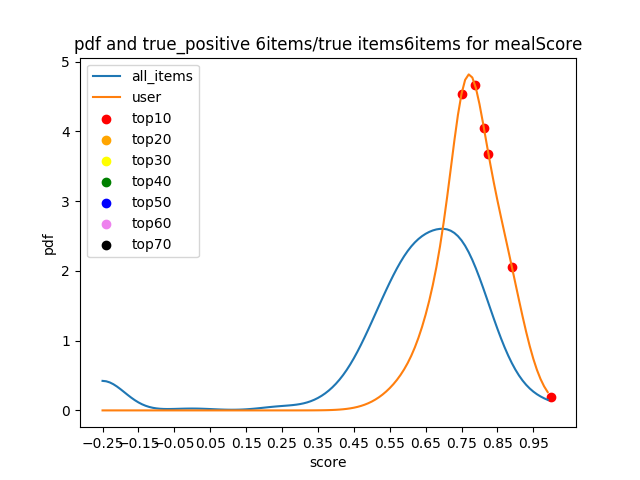 pdf and true_positive 6items/true items6items for mealScore
all_items
user
top10
top20
top30
top40
top50
top60
top70
pdf
5
4
3
2
1
0
−0.25 −0.15 −0.05 0.05 0.15 0.25 0.35 0.45 0.55 0.65 0.75 0.85 0.95
score